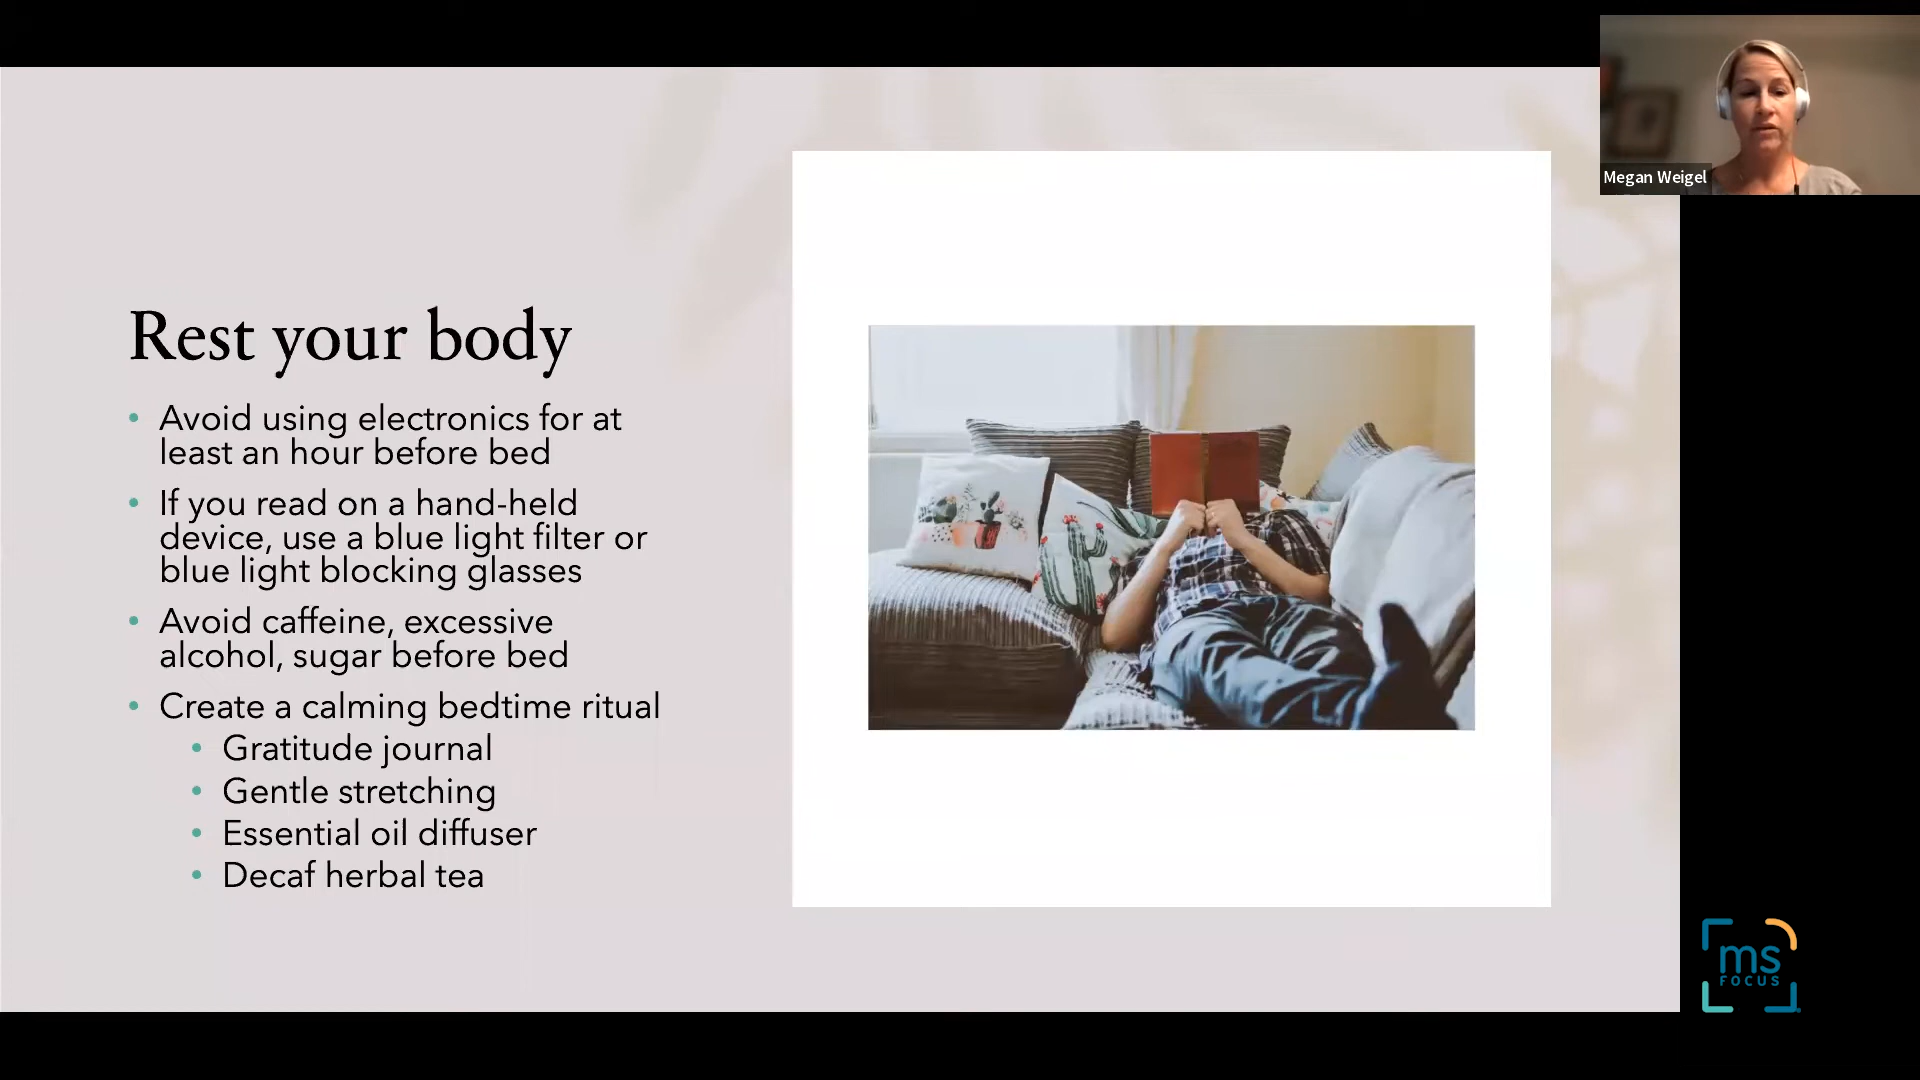 Megan Weigel
Rest your body
• Avoid using electronics for at
least an hour before bed
• If you read on a hand-held
device, use a blue light filter or
blue light blocking glasses
• Avoid caffeine, excessive
alcohol, sugar before bed
• Create a calming bedtime ritual
• Gratitude journal
• Gentle stretching
• Essential oil diffuser
• Decaf herbal tea
ms
FOCUS